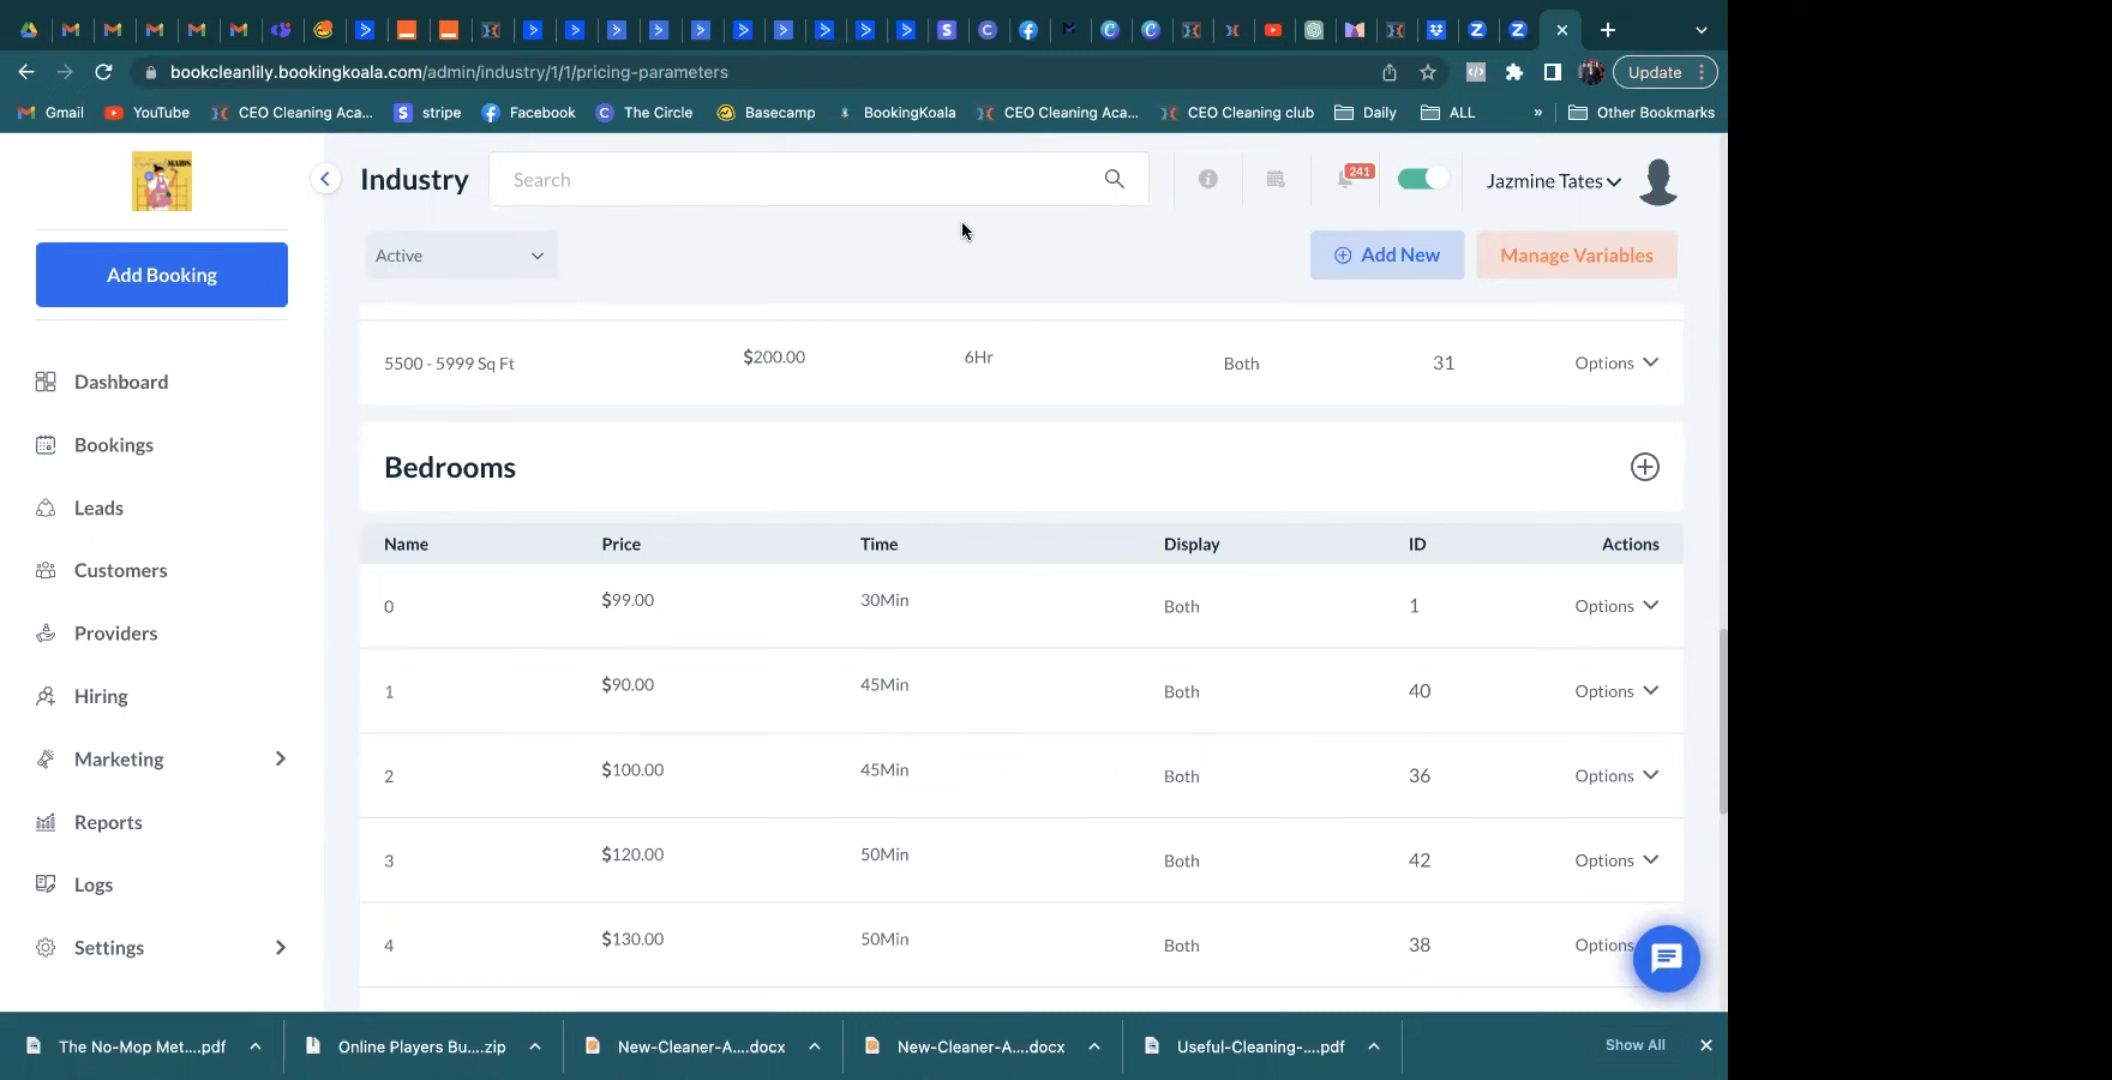 bookcleanlily.bookingkoala.com/admin/industry/1/1/pricing-parameters
Update
Gmail
YouTube
CEO Cleaning Aca...
stripe
Facebook
The Circle
Basecamp
BookingKoala
CEO Cleaning Aca...
CEO Cleaning club
Daily
ALL
»
Other Bookmarks
MAIDS
Industry
Search
241
Jazmine Tates
Add Booking
Active
Add New
Manage Variables
Dashboard
Bookings
Leads
Customers
Providers
Hiring
Marketing
Reports
Logs
Settings
5500 - 5999 Sq Ft $200.00 6Hr Both 31 Options
Bedrooms
Name Price Time Display ID Actions
0 $99.00 30Min Both 1 Options
1 $90.00 45Min Both 40 Options
2 $100.00 45Min Both 36 Options
3 $120.00 50Min Both 42 Options
4 $130.00 50Min Both 38 Options
The No-Mop Met....pdf
Online Players Bu....zip
New-Cleaner-A....docx
New-Cleaner-A....docx
Useful-Cleaning-....pdf
Show All